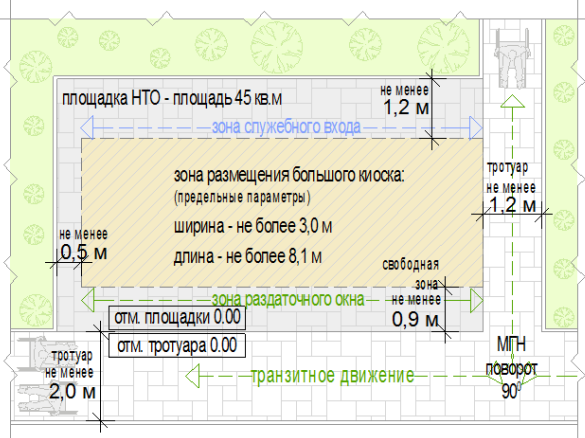 площадка НТО - площадь 45 кв.м
не менее
1,2 м
зона служебного входа
зона размещения большого киоска:
(предельные параметры)
ширина - не более 3,0 м
длина - не более 8,1 м
тротуар
не менее
1,2 м
не менее
0,5 м
свободная
зона
не менее
0,9 м
зона раздаточного окна
отм. площадки 0.00
отм. тротуара 0.00
тротуар
не менее
2,0 м
транзитное движение
МГН
поворот
90⁰